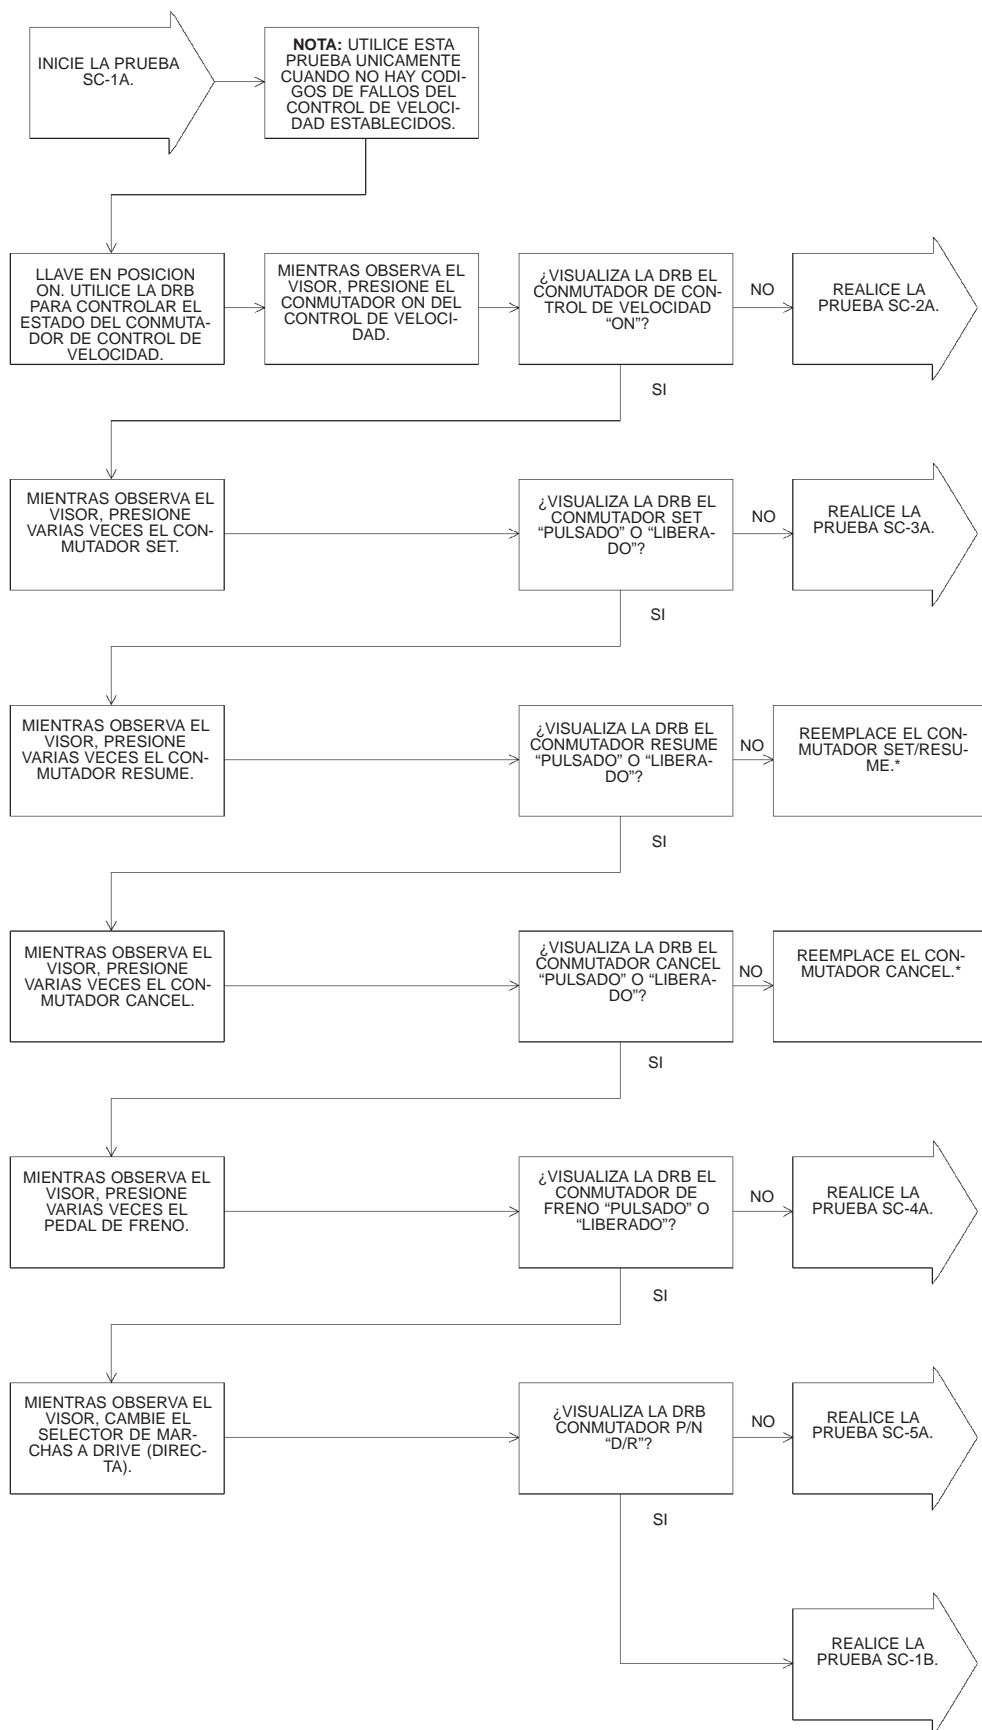 INICIE LA PRUEBA
SC-1A.
NOTA: UTILICE ESTA
PRUEBA UNICAMENTE
CUANDO NO HAY CODI-
GOS DE FALLOS DEL
CONTROL DE VELOCI-
DAD ESTABLECIDOS.
LLAVE EN POSICION
ON. UTILICE LA DRB
PARA CONTROLAR EL
ESTADO DEL CONMUTA-
DOR DE CONTROL DE
VELOCIDAD.
MIENTRAS OBSERVA EL
VISOR, PRESIONE EL
CONMUTADOR ON DEL
CONTROL DE VELOCI-
DAD.
¿VISUALIZA LA DRB EL
CONMUTADOR DE CON-
TROL DE VELOCIDAD
“ON”?
NO
REALICE LA
PRUEBA SC-2A.
SI
MIENTRAS OBSERVA EL
VISOR, PRESIONE
VARIAS VECES EL CON-
MUTADOR SET.
¿VISUALIZA LA DRB EL
CONMUTADOR SET
“PULSADO” O “LIBERA-
DO”?
NO
REALICE LA
PRUEBA SC-3A.
SI
MIENTRAS OBSERVA EL
VISOR, PRESIONE
VARIAS VECES EL CON-
MUTADOR RESUME.
¿VISUALIZA LA DRB EL
CONMUTADOR RESUME
“PULSADO” O “LIBERA-
DO”?
NO
REEMPLACE EL CON-
MUTADOR SET/RESU-
ME.*
SI
MIENTRAS OBSERVA EL
VISOR, PRESIONE
VARIAS VECES EL CON-
MUTADOR CANCEL.
¿VISUALIZA LA DRB EL
CONMUTADOR CANCEL
“PULSADO” O “LIBERA-
DO”?
NO
REEMPLACE EL CON-
MUTADOR CANCEL.*
SI
MIENTRAS OBSERVA EL
VISOR, PRESIONE
VARIAS VECES EL
PEDAL DE FRENO.
¿VISUALIZA LA DRB EL
CONMUTADOR DE
FRENO “PULSADO” O
“LIBERADO”?
NO
REALICE LA
PRUEBA SC-4A.
SI
MIENTRAS OBSERVA EL
VISOR, CAMBIE EL
SELECTOR DE MAR-
CHAS A DRIVE (DIREC-
TA).
¿VISUALIZA LA DRB
CONMUTADOR P/N
“D/R”?
NO
REALICE LA
PRUEBA SC-5A.
SI
REALICE LA
PRUEBA SC-1B.